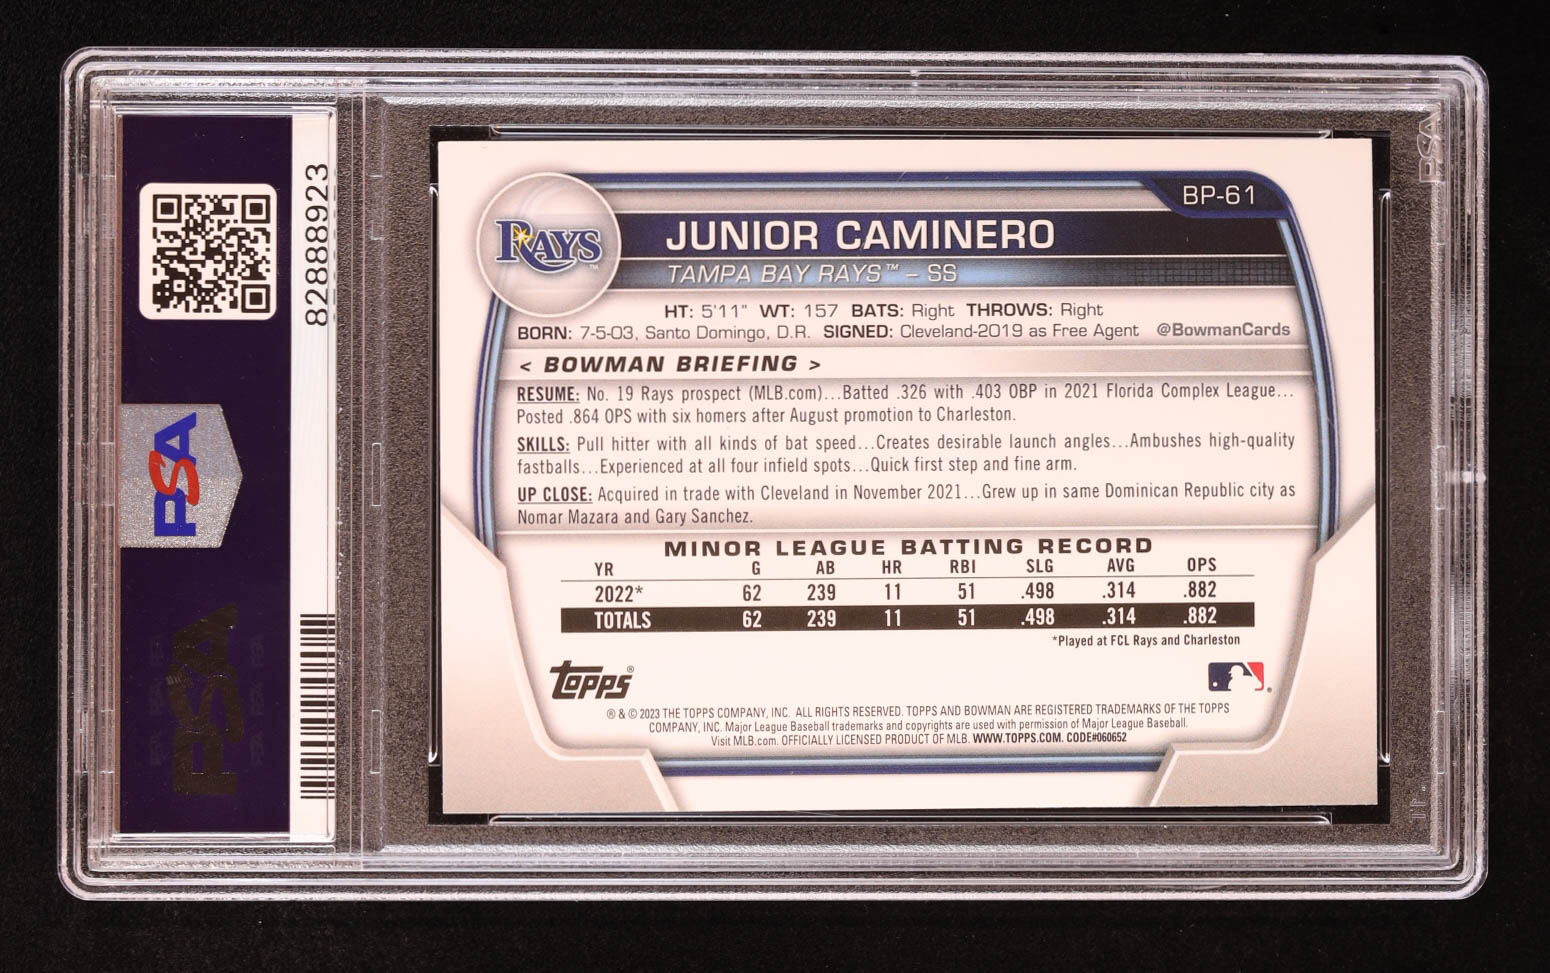 82888923
PSA
PSA
PSA
BP-61
RAYS™
JUNIOR CAMINERO
TAMPA BAY RAYS™ – SS
HT: 5'11" WT: 157 BATS: Right THROWS: Right
BORN: 7-5-03, Santo Domingo, D.R. SIGNED: Cleveland-2019 as Free Agent @BowmanCards
< BOWMAN BRIEFING >
RESUME: No. 19 Rays prospect (MLB.com)...Batted .326 with .403 OBP in 2021 Florida Complex League...
Posted .864 OPS with six homers after August promotion to Charleston.
SKILLS: Pull hitter with all kinds of bat speed...Creates desirable launch angles...Ambushes high-quality
fastballs...Experienced at all four infield spots...Quick first step and fine arm.
UP CLOSE: Acquired in trade with Cleveland in November 2021...Grew up in same Dominican Republic city as
Nomar Mazara and Gary Sanchez.
MINOR LEAGUE BATTING RECORD
YR G AB HR RBI SLG AVG OPS
2022* 62 239 11 51 .498 .314 .882
TOTALS 62 239 11 51 .498 .314 .882
*Played at FCL Rays and Charleston
Topps®
® & © 2023 THE TOPPS COMPANY, INC. ALL RIGHTS RESERVED. TOPPS AND BOWMAN ARE REGISTERED TRADEMARKS OF THE TOPPS
COMPANY, INC. Major League Baseball trademarks and copyrights are used with permission of Major League Baseball.
Visit MLB.com. OFFICIALLY LICENSED PRODUCT OF MLB. WWW.TOPPS.COM. CODE#060652